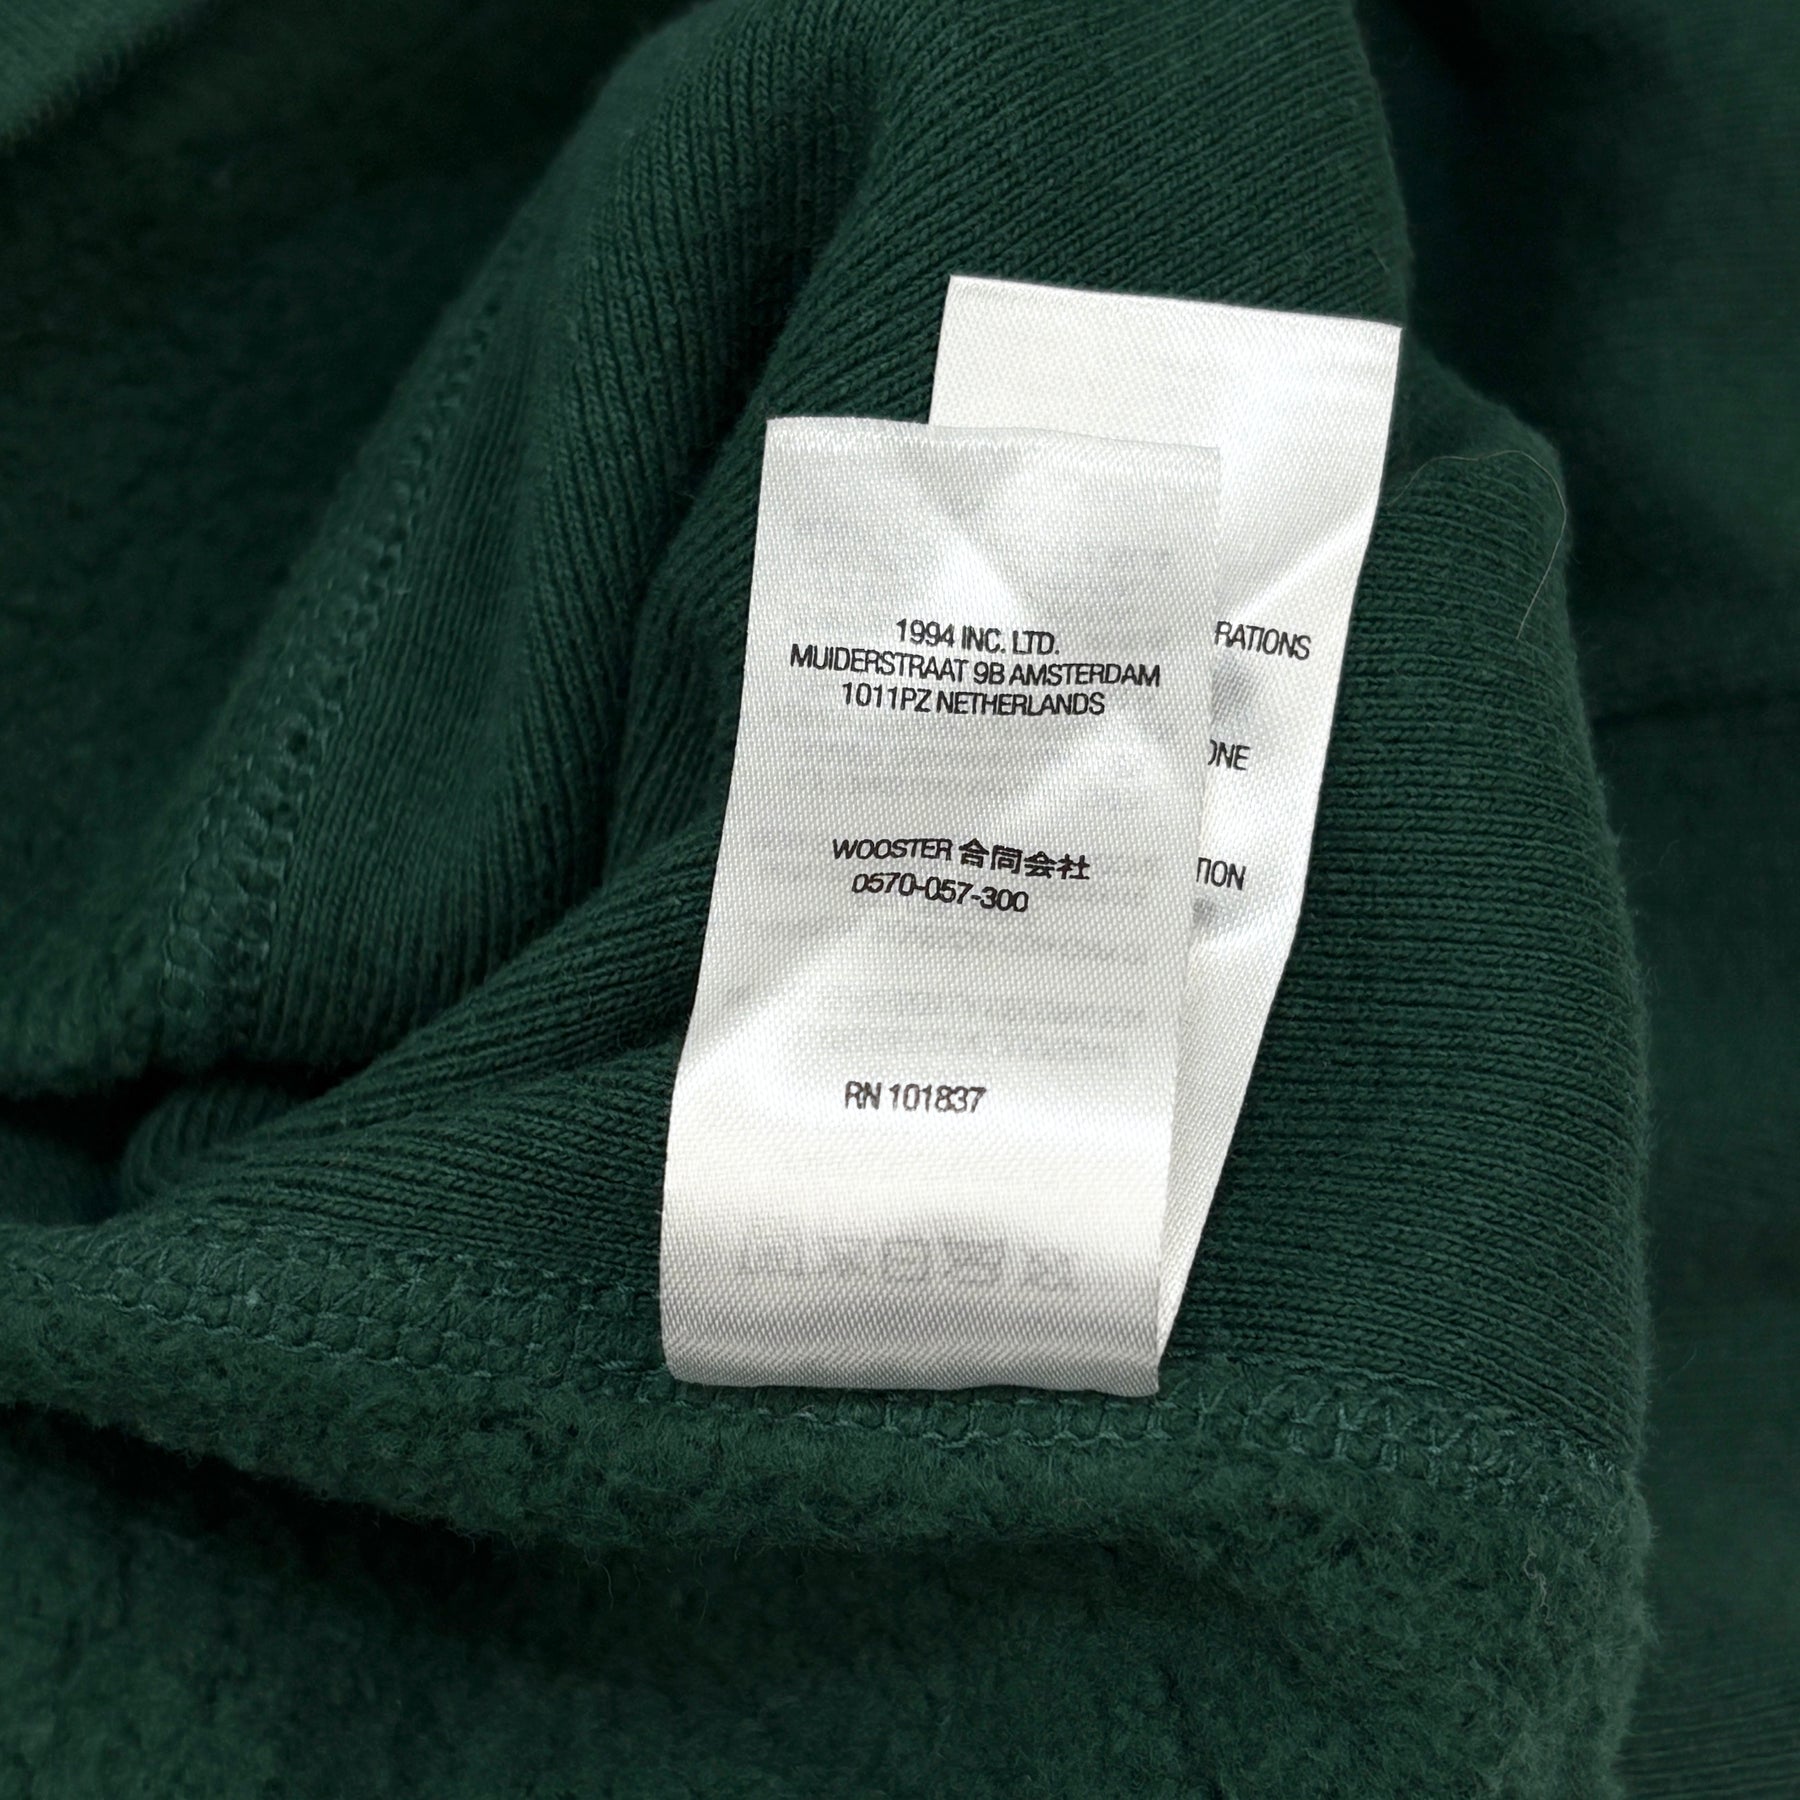 1994 INC. LTD.
MUIDERSTRAAT 9B AMSTERDAM
1011PZ NETHERLANDS
WOOSTER 合同会社
0570-057-300
RN 101837
RATIONS
ONE
TION